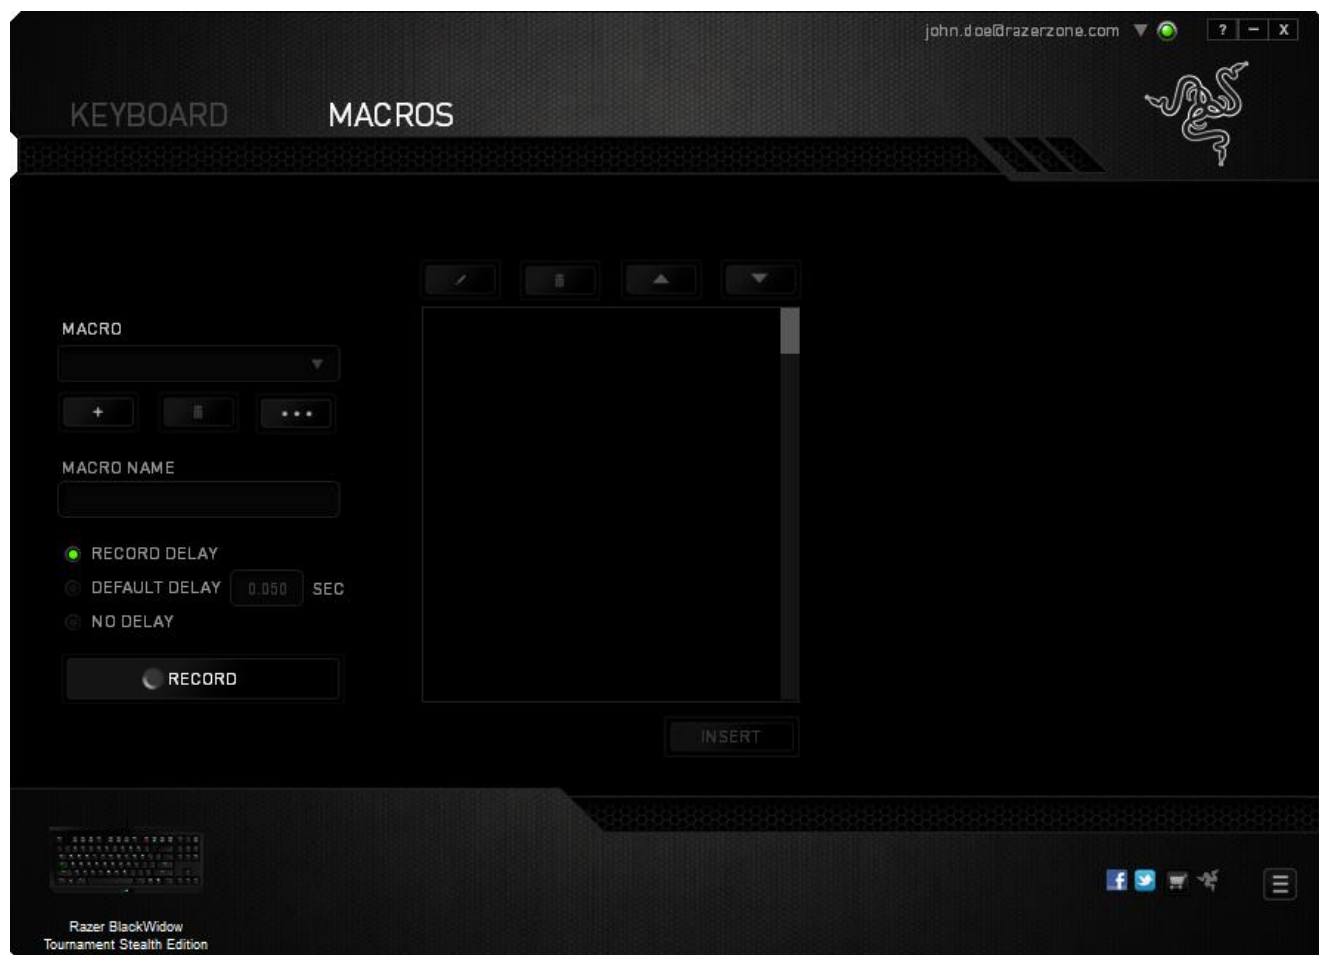 john.doe@razerzone.com
? – X
KEYBOARD MACROS
MACRO
+ •••
MACRO NAME
RECORD DELAY
DEFAULT DELAY 0.050 SEC
NO DELAY
RECORD
INSERT
Razer BlackWidow
Tournament Stealth Edition